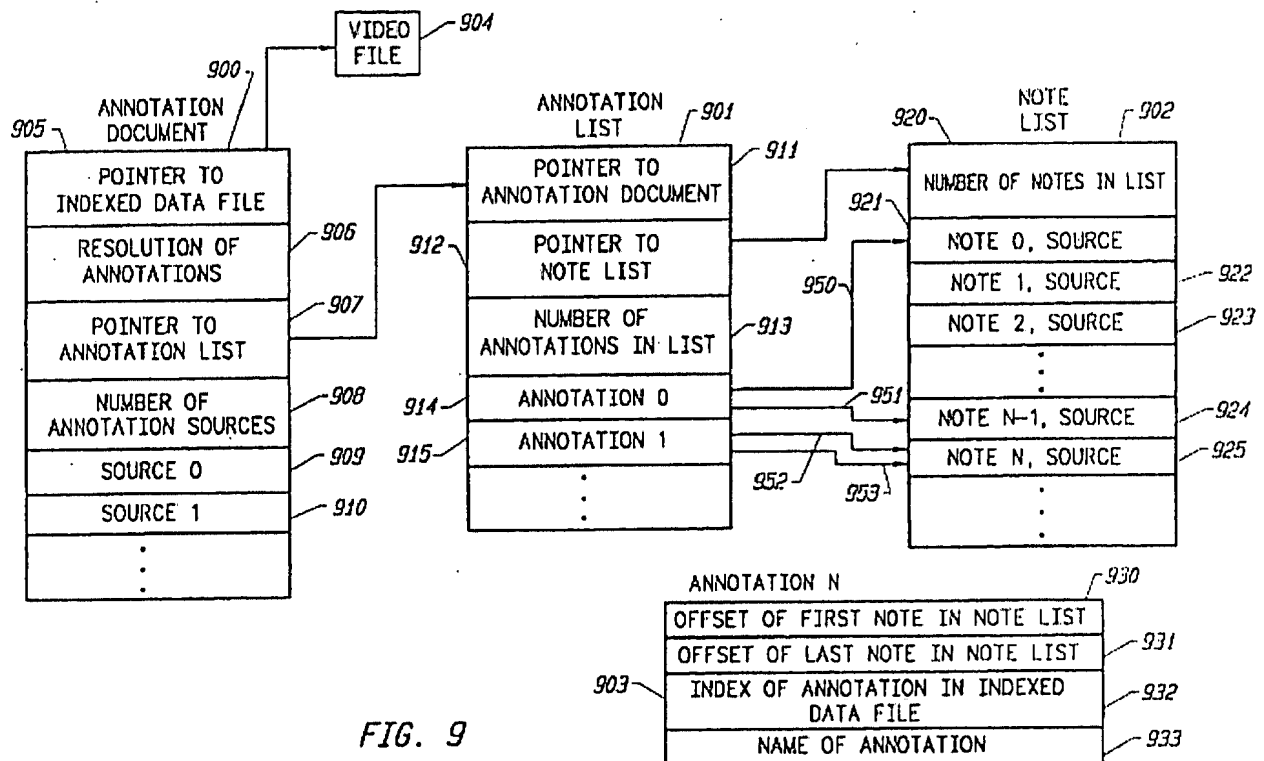 VIDEO
FILE
904
900
ANNOTATION
DOCUMENT
905
POINTER TO
INDEXED DATA FILE
RESOLUTION OF
ANNOTATIONS
906
POINTER TO
ANNOTATION LIST
907
NUMBER OF
ANNOTATION SOURCES
908
SOURCE 0
909
SOURCE 1
910
ANNOTATION
LIST
901
POINTER TO
ANNOTATION DOCUMENT
911
912
POINTER TO
NOTE LIST
NUMBER OF
ANNOTATIONS IN LIST
913
914
ANNOTATION 0
915
ANNOTATION 1
950
951
952
953
NOTE
LIST
920
902
NUMBER OF NOTES IN LIST
921
NOTE 0, SOURCE
NOTE 1, SOURCE
922
NOTE 2, SOURCE
923
NOTE N-1, SOURCE
924
NOTE N, SOURCE
925
ANNOTATION N
930
OFFSET OF FIRST NOTE IN NOTE LIST
OFFSET OF LAST NOTE IN NOTE LIST
931
903
INDEX OF ANNOTATION IN INDEXED
DATA FILE
932
NAME OF ANNOTATION
933
FIG. 9